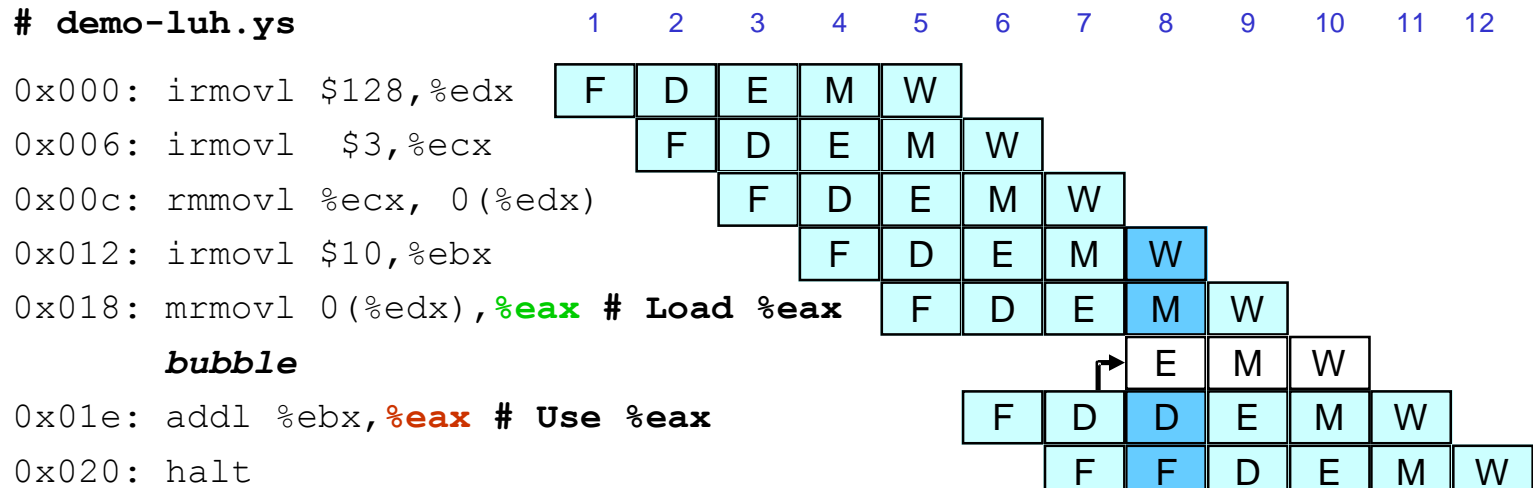 # demo-luh.ys 1 2 3 4 5 6 7 8 9 10 11 12
0x000: irmovl $128,%edx F D E M W
0x006: irmovl $3,%ecx F D E M W
0x00c: rmmovl %ecx, 0(%edx) F D E M W
0x012: irmovl $10,%ebx F D E M W
0x018: mrmovl 0(%edx),%eax # Load %eax F D E M W
bubble E M W
0x01e: addl %ebx,%eax # Use %eax F D D E M W
0x020: halt F F D E M W